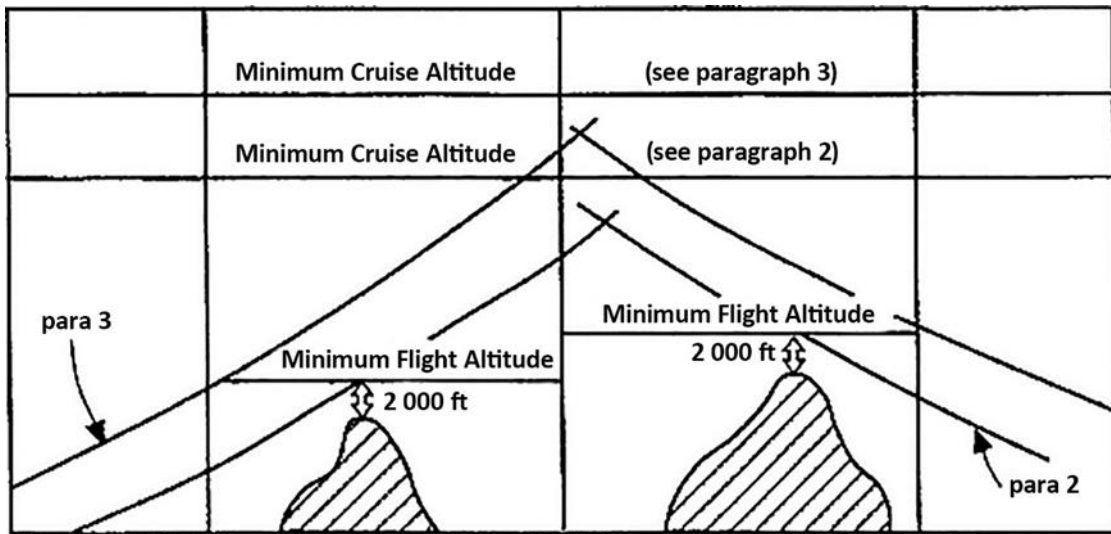 Minimum Cruise Altitude (see paragraph 3)
Minimum Cruise Altitude (see paragraph 2)
para 3
Minimum Flight Altitude
2 000 ft
Minimum Flight Altitude
2 000 ft
para 2